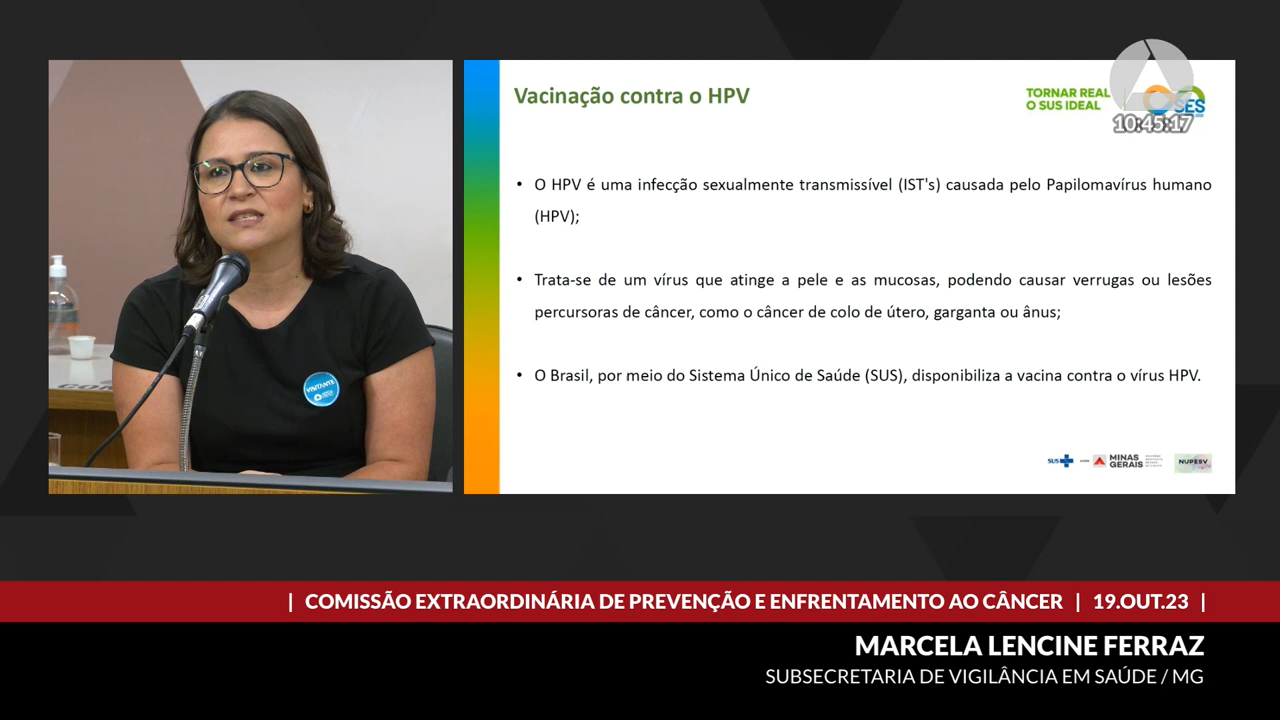 Vacinação contra o HPV
TORNAR REAL
O SUS IDEAL
SES
10:45:17
• O HPV é uma infecção sexualmente transmissível (IST's) causada pelo Papilomavírus humano
(HPV);
• Trata-se de um vírus que atinge a pele e as mucosas, podendo causar verrugas ou lesões
percursoras de câncer, como o câncer de colo de útero, garganta ou ânus;
• O Brasil, por meio do Sistema Único de Saúde (SUS), disponibiliza a vacina contra o vírus HPV.
VISITANTE
SUS
MINAS
GERAIS
NUPESV
| COMISSÃO EXTRAORDINÁRIA DE PREVENÇÃO E ENFRENTAMENTO AO CÂNCER | 19.OUT.23 |
MARCELA LENCINE FERRAZ
SUBSECRETARIA DE VIGILÂNCIA EM SAÚDE / MG